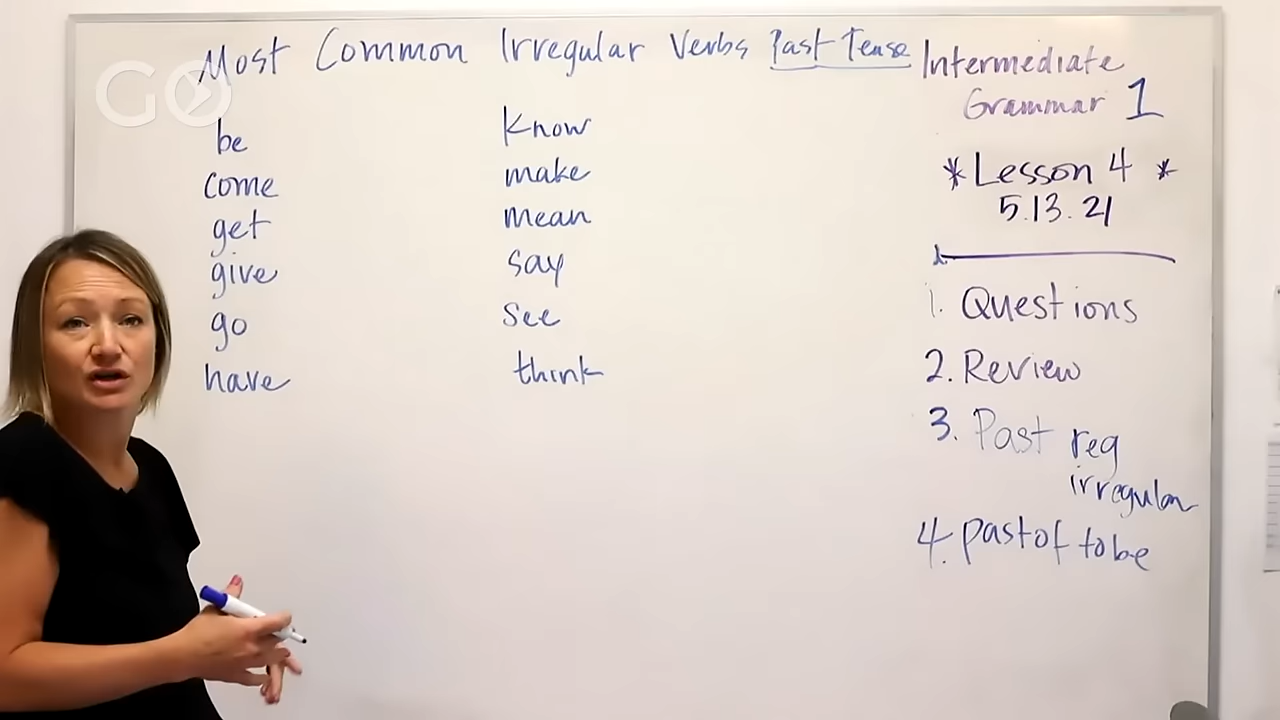 GO
Most Common Irregular Verbs Past Tense
be
come
get
give
go
have
know
make
mean
say
see
think
Intermediate
Grammar 1
* Lesson 4 *
5.13.21
1. Questions
2. Review
3. Past reg
irregular
4. past of to be